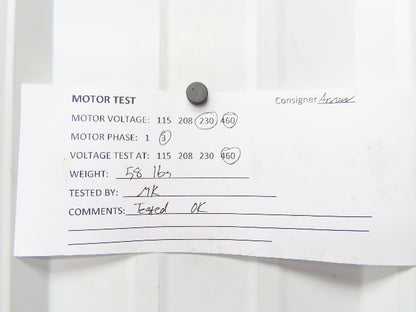 MOTOR TEST Consigner Arrow
MOTOR VOLTAGE: 115 208 230 460
MOTOR PHASE: 1 3
VOLTAGE TEST AT: 115 208 230 460
WEIGHT: 58 lbs
TESTED BY: MK
COMMENTS: Tested OK